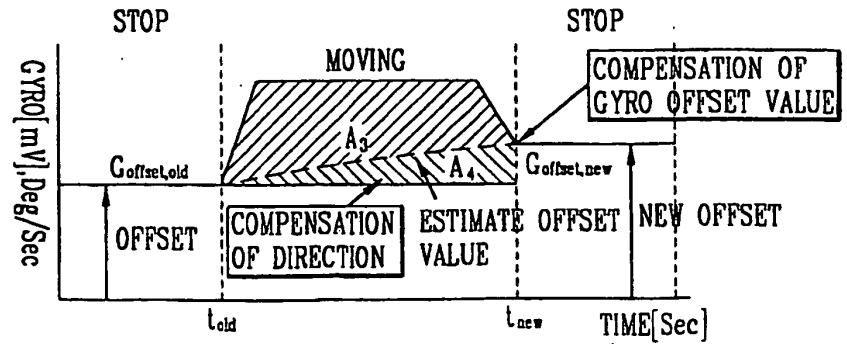 STOP
STOP
MOVING
COMPENSATION OF
GYRO OFFSET VALUE
GYRO[mV],Deg/Sec
A3
A4
Goffset,old
Goffset,new
OFFSET
COMPENSATION
OF DIRECTION
ESTIMATE OFFSET
VALUE
NEW OFFSET
told
tnew
TIME[Sec]